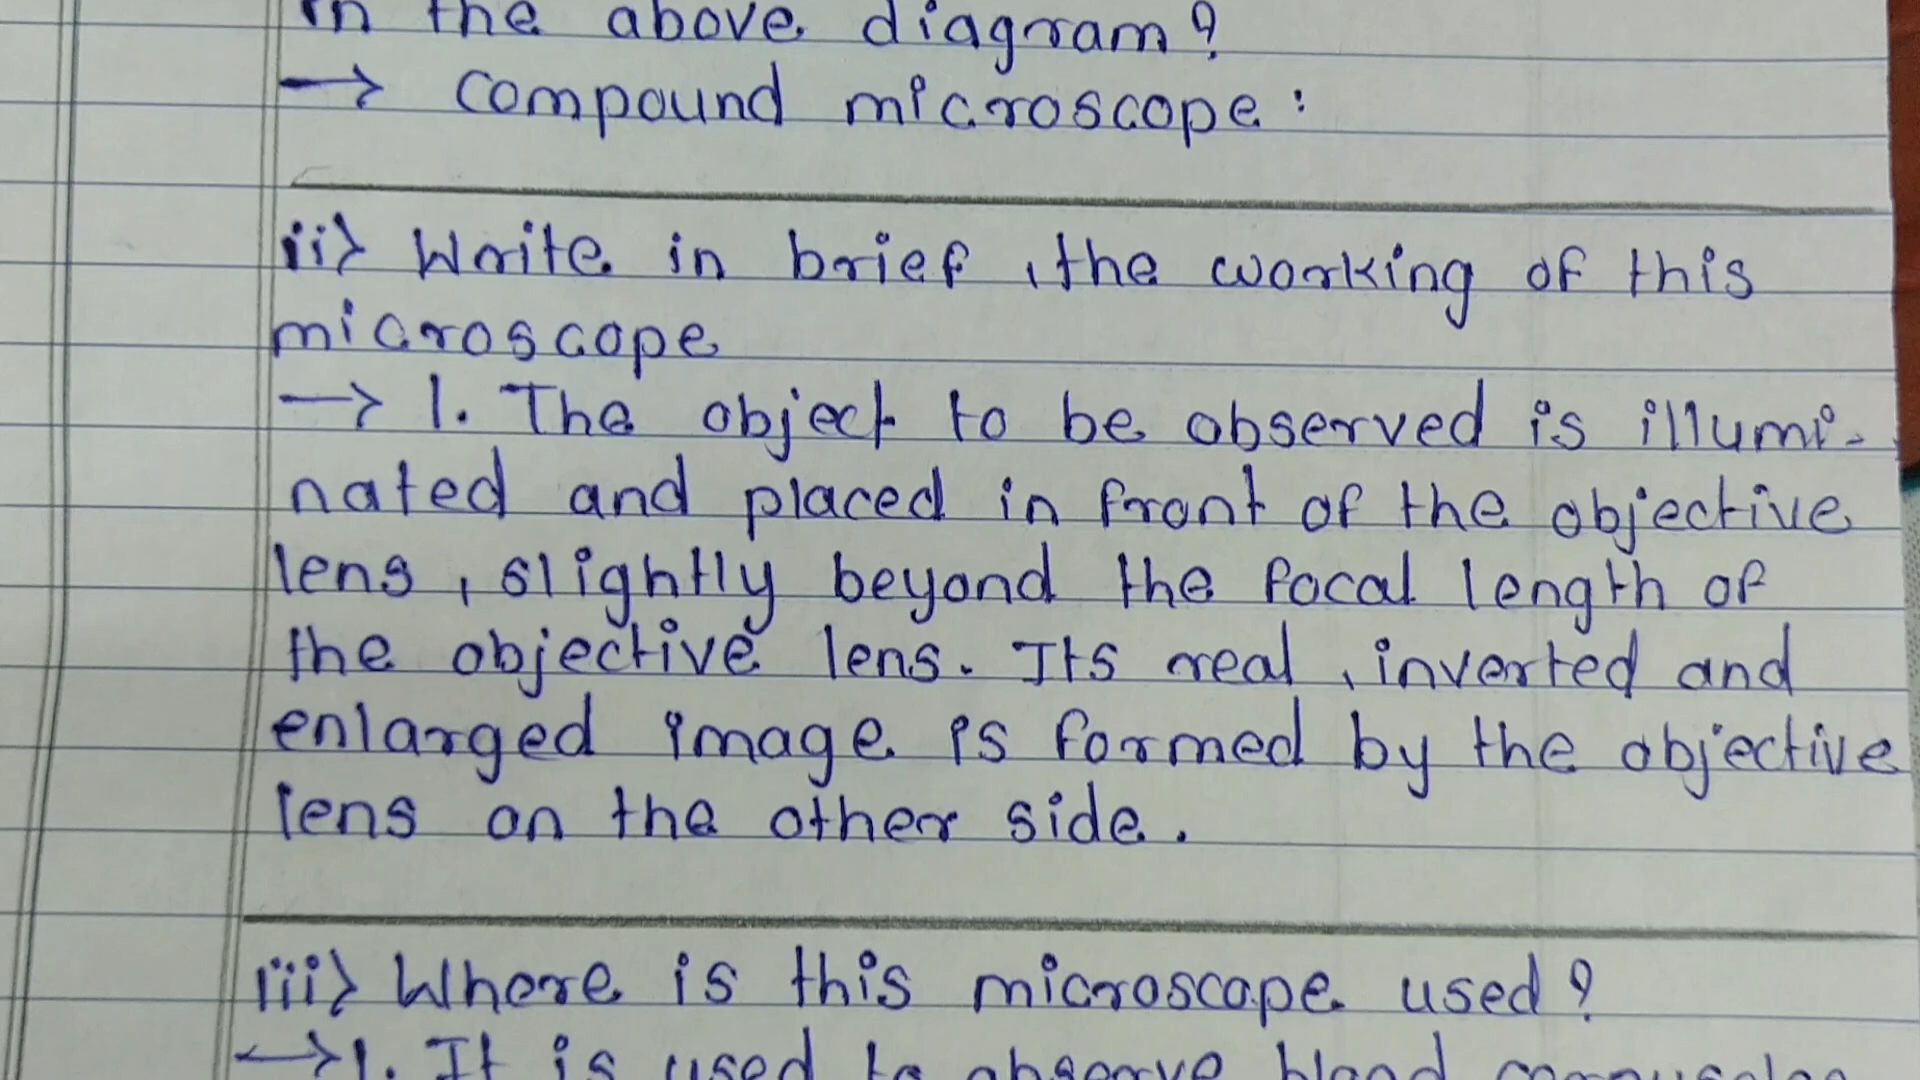 in the above diagram?
→ compound microscope:
ii) Write in brief, the working of this
microscope
→ 1. The object to be observed is illumi-
nated and placed in front of the objective
lens, slightly beyond the focal length of
the objective lens. Its real, inverted and
enlarged image is formed by the objective
lens on the other side.
iii) Where is this microscope used?
→ 1. It is used to observe blood corpuscles